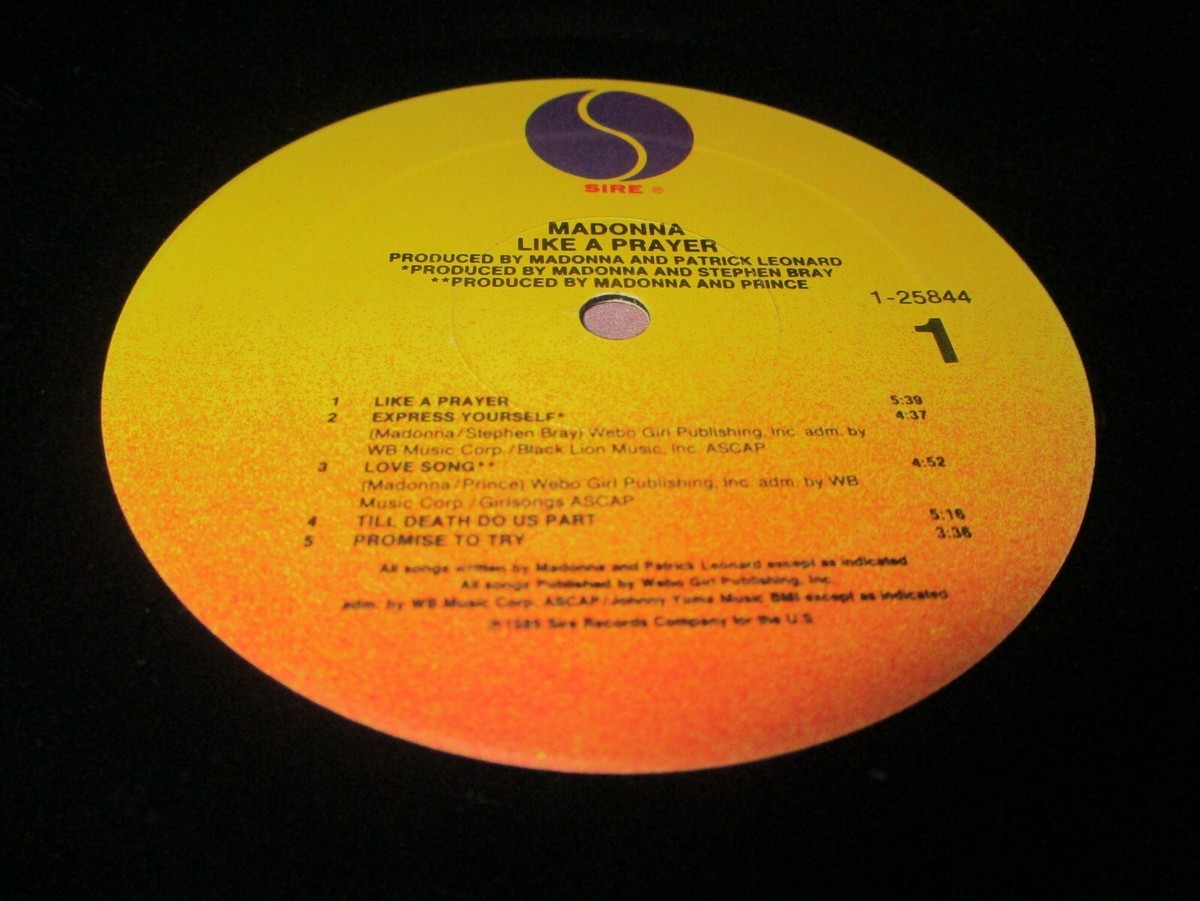 SIRE ®
MADONNA
LIKE A PRAYER
PRODUCED BY MADONNA AND PATRICK LEONARD
*PRODUCED BY MADONNA AND STEPHEN BRAY
**PRODUCED BY MADONNA AND PRINCE
1-25844
1
1 LIKE A PRAYER 5:39
2 EXPRESS YOURSELF* 4:37
(Madonna/Stephen Bray) Webo Girl Publishing, Inc. adm. by
WB Music Corp./Black Lion Music, Inc. ASCAP
3 LOVE SONG** 4:52
(Madonna/Prince) Webo Girl Publishing, Inc. adm. by WB
Music Corp./Girlsongs ASCAP
4 TILL DEATH DO US PART 5:16
5 PROMISE TO TRY 3:36
All songs written by Madonna and Patrick Leonard except as indicated
All songs Published by Webo Girl Publishing, Inc.
adm. by WB Music Corp. ASCAP/Johnny Yuma Music BMI except as indicated
℗1989 Sire Records Company for the U.S.